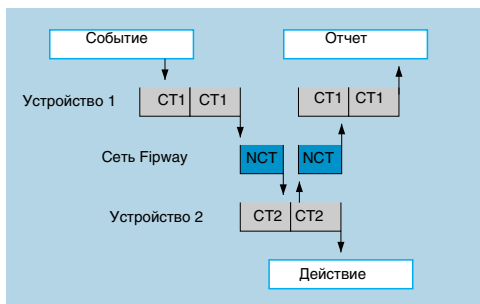 Событие
Отчет
Устройство 1
CT1 CT1
CT1 CT1
Сеть Fipway
NCT
NCT
Устройство 2
CT2 CT2
Действие